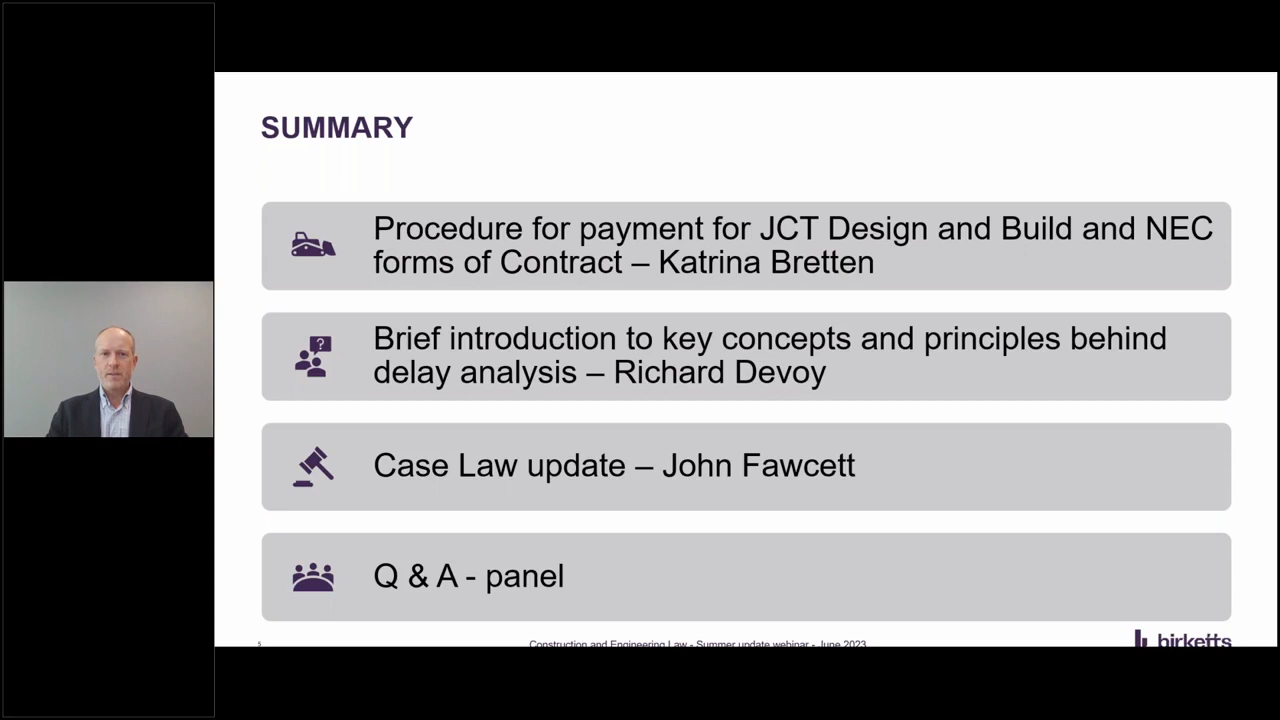 SUMMARY
Procedure for payment for JCT Design and Build and NEC
forms of Contract – Katrina Bretten
?
Brief introduction to key concepts and principles behind
delay analysis – Richard Devoy
Case Law update – John Fawcett
Q & A - panel
5
Construction and Engineering Law - Summer update webinar - June 2023
birketts